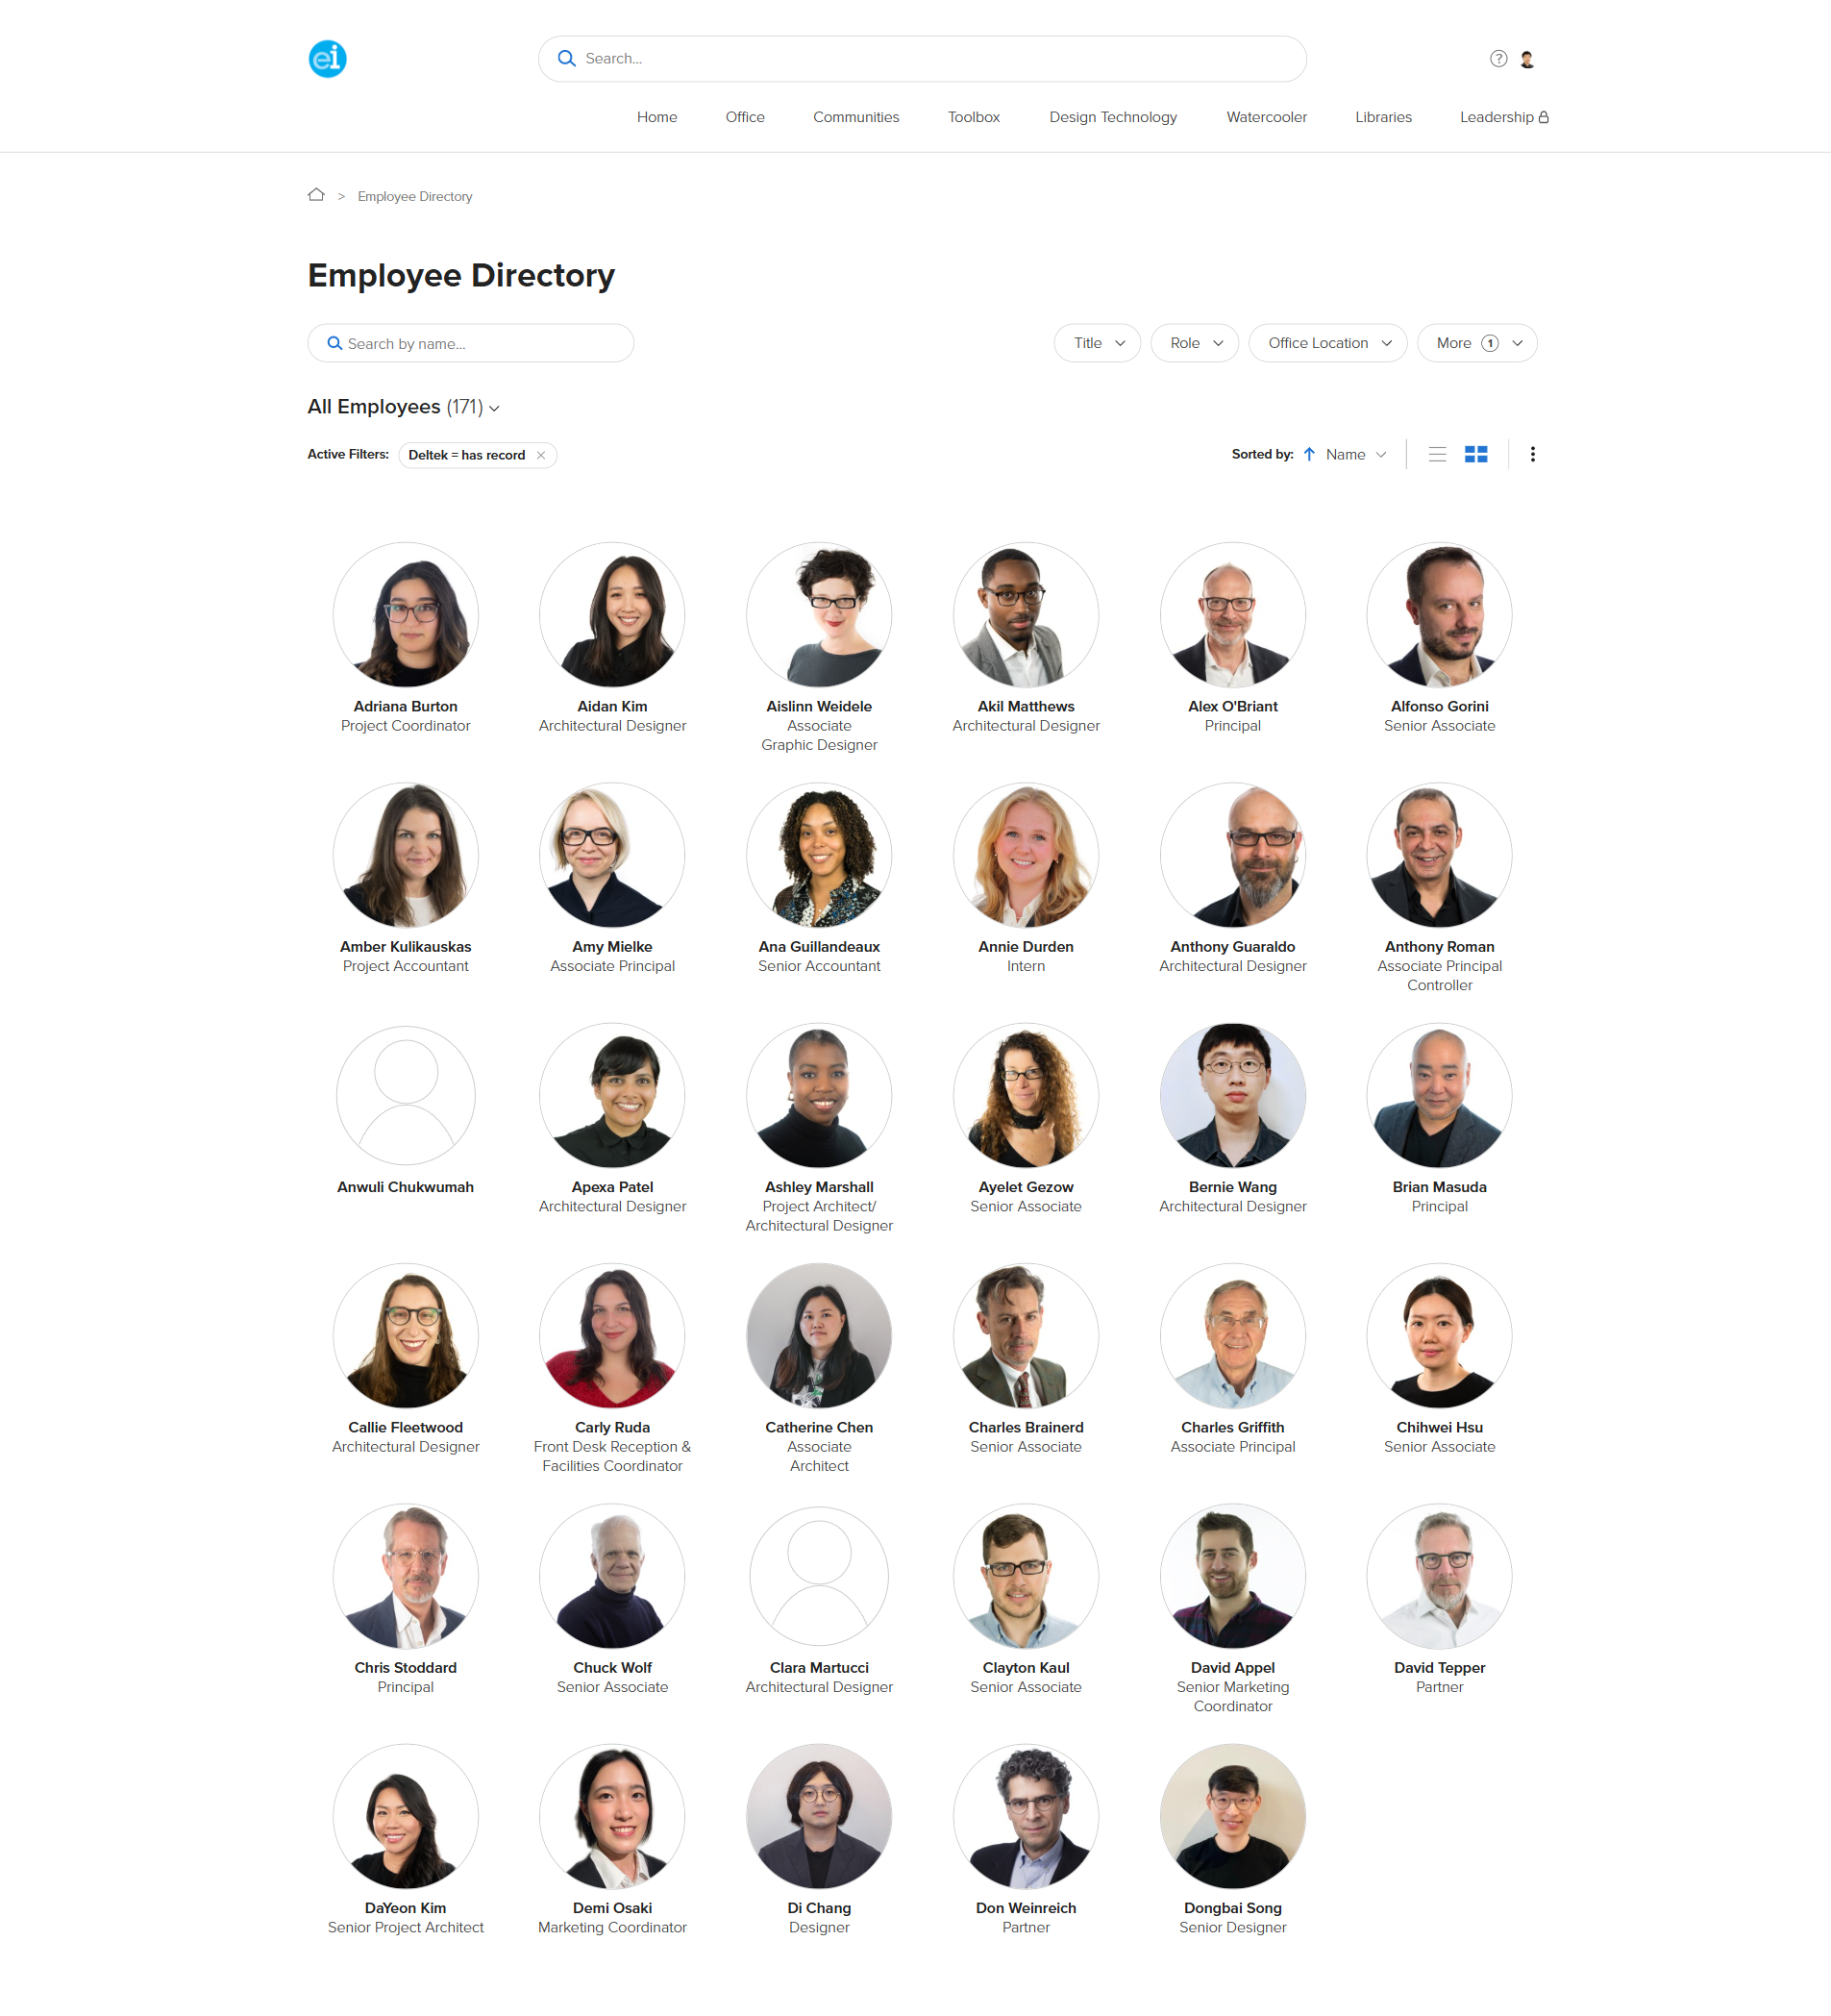 ei
Search...
?
Home Office Communities Toolbox Design Technology Watercooler Libraries Leadership
> Employee Directory
Employee Directory
Search by name...
Title Role Office Location More 1
All Employees (171)
Active Filters: Deltek = has record
Sorted by: Name
Adriana Burton
Project Coordinator
Aidan Kim
Architectural Designer
Aislinn Weidele
Associate
Graphic Designer
Akil Matthews
Architectural Designer
Alex O'Briant
Principal
Alfonso Gorini
Senior Associate
Amber Kulikauskas
Project Accountant
Amy Mielke
Associate Principal
Ana Guillandeaux
Senior Accountant
Annie Durden
Intern
Anthony Guaraldo
Architectural Designer
Anthony Roman
Associate Principal
Controller
Anwuli Chukwumah
Apexa Patel
Architectural Designer
Ashley Marshall
Project Architect/
Architectural Designer
Ayelet Gezow
Senior Associate
Bernie Wang
Architectural Designer
Brian Masuda
Principal
Callie Fleetwood
Architectural Designer
Carly Ruda
Front Desk Reception &
Facilities Coordinator
Catherine Chen
Associate
Architect
Charles Brainerd
Senior Associate
Charles Griffith
Associate Principal
Chihwei Hsu
Senior Associate
Chris Stoddard
Principal
Chuck Wolf
Senior Associate
Clara Martucci
Architectural Designer
Clayton Kaul
Senior Associate
David Appel
Senior Marketing
Coordinator
David Tepper
Partner
DaYeon Kim
Senior Project Architect
Demi Osaki
Marketing Coordinator
Di Chang
Designer
Don Weinreich
Partner
Dongbai Song
Senior Designer